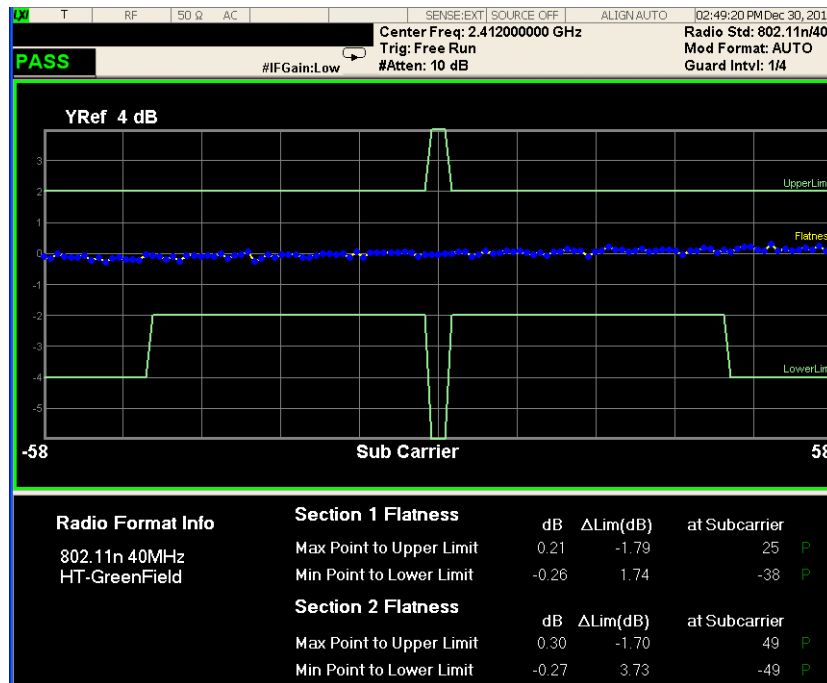 LXI T RF 50 Ω AC SENSE:EXT SOURCE OFF ALIGN AUTO 02:49:20 PM Dec 30, 201
Center Freq: 2.412000000 GHz Radio Std: 802.11n/40
Trig: Free Run Mod Format: AUTO
PASS #IFGain:Low #Atten: 10 dB Guard Intvl: 1/4
YRef 4 dB
3
2 UpperLim
1
Flatnes
0
-1
-2
-3
-4 LowerLim
-5
-58 Sub Carrier 58
Radio Format Info
802.11n 40MHz
HT-GreenField
Section 1 Flatness dB ΔLim(dB) at Subcarrier
Max Point to Upper Limit 0.21 -1.79 25 P
Min Point to Lower Limit -0.26 1.74 -38 P
Section 2 Flatness dB ΔLim(dB) at Subcarrier
Max Point to Upper Limit 0.30 -1.70 49 P
Min Point to Lower Limit -0.27 3.73 -49 P